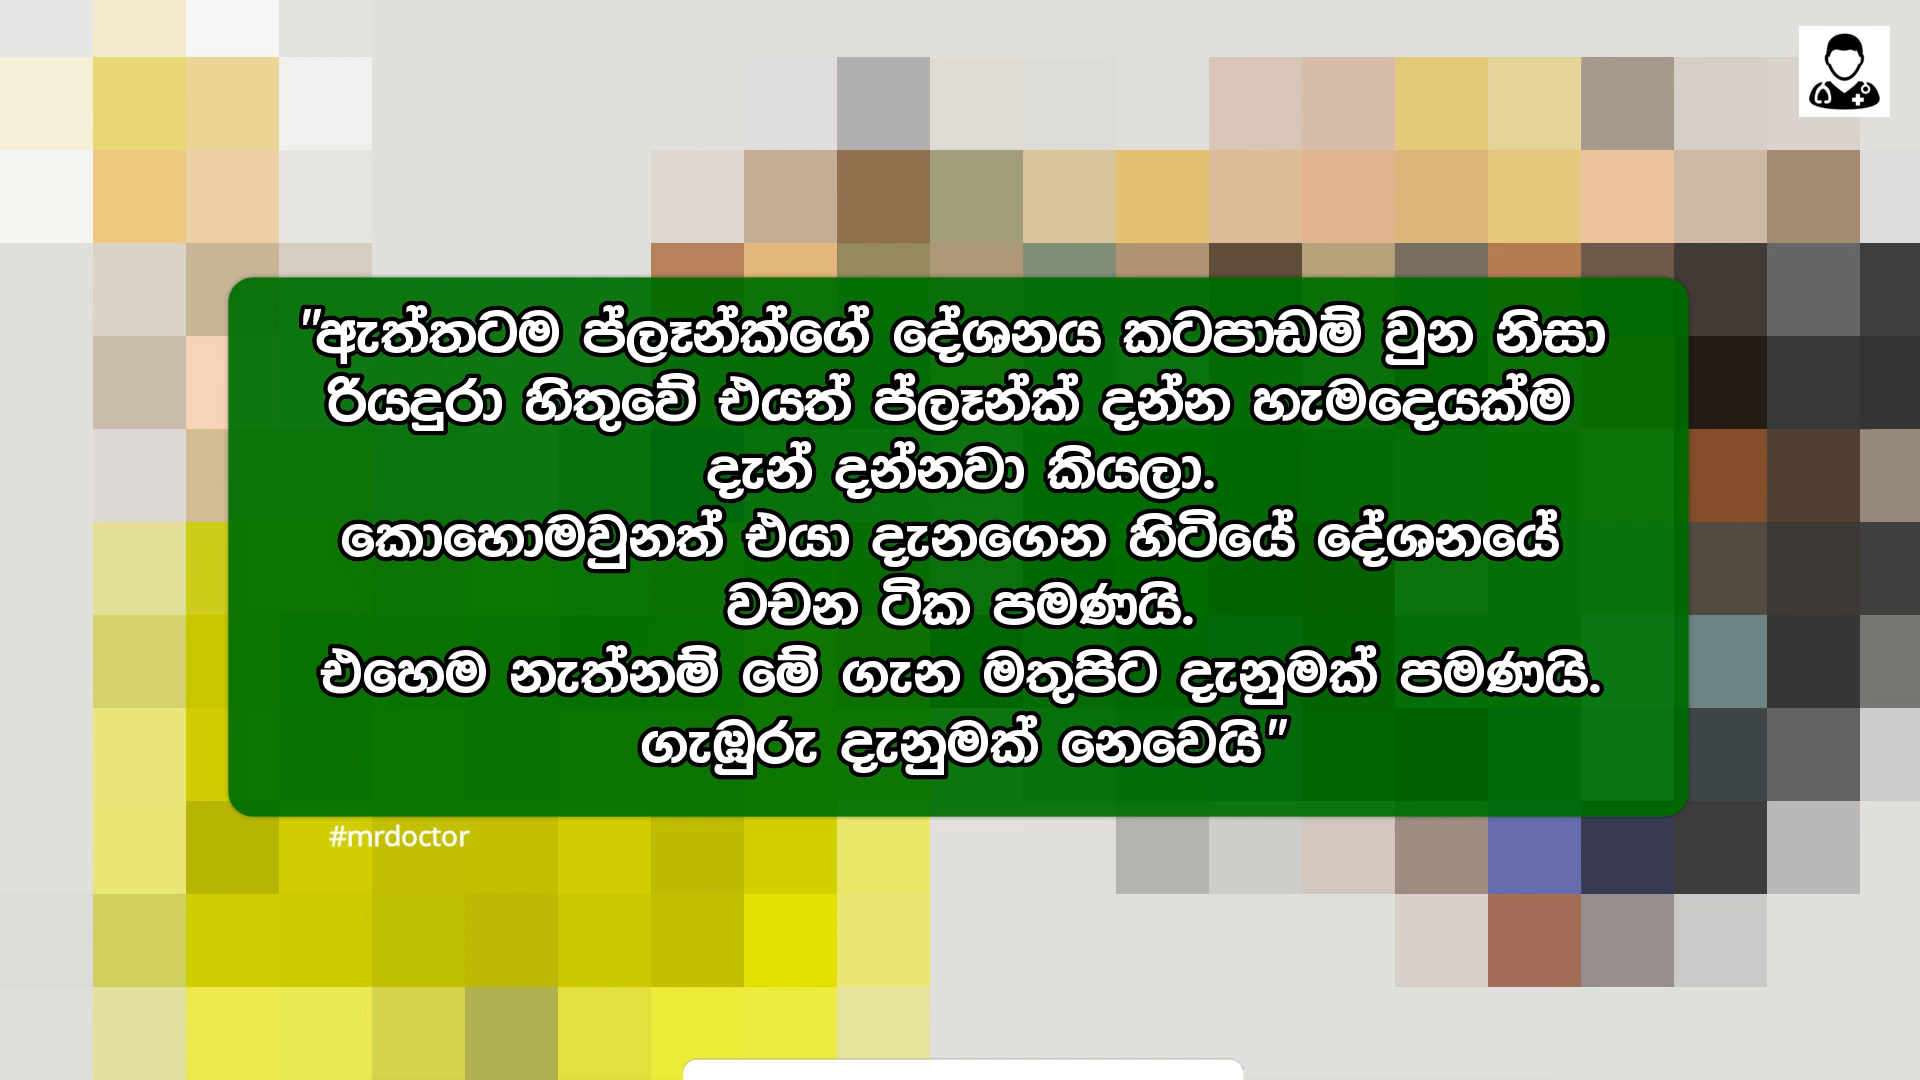 "ඇත්තටම ප්ලෑන්ක්ගේ දේශනය කටපාඩම් වුන නිසා
රියදුරා හිතුවේ එයත් ප්ලෑන්ක් දන්න හැමදෙයක්ම
දැන් දන්නවා කියලා.
කොහොමවුනත් එයා දැනගෙන හිටියේ දේශනයේ
වචන ටික පමණයි.
එහෙම නැත්නම් මේ ගැන මතුපිට දැනුමක් පමණයි.
ගැඹුරු දැනුමක් නෙවෙයි"
#mrdoctor